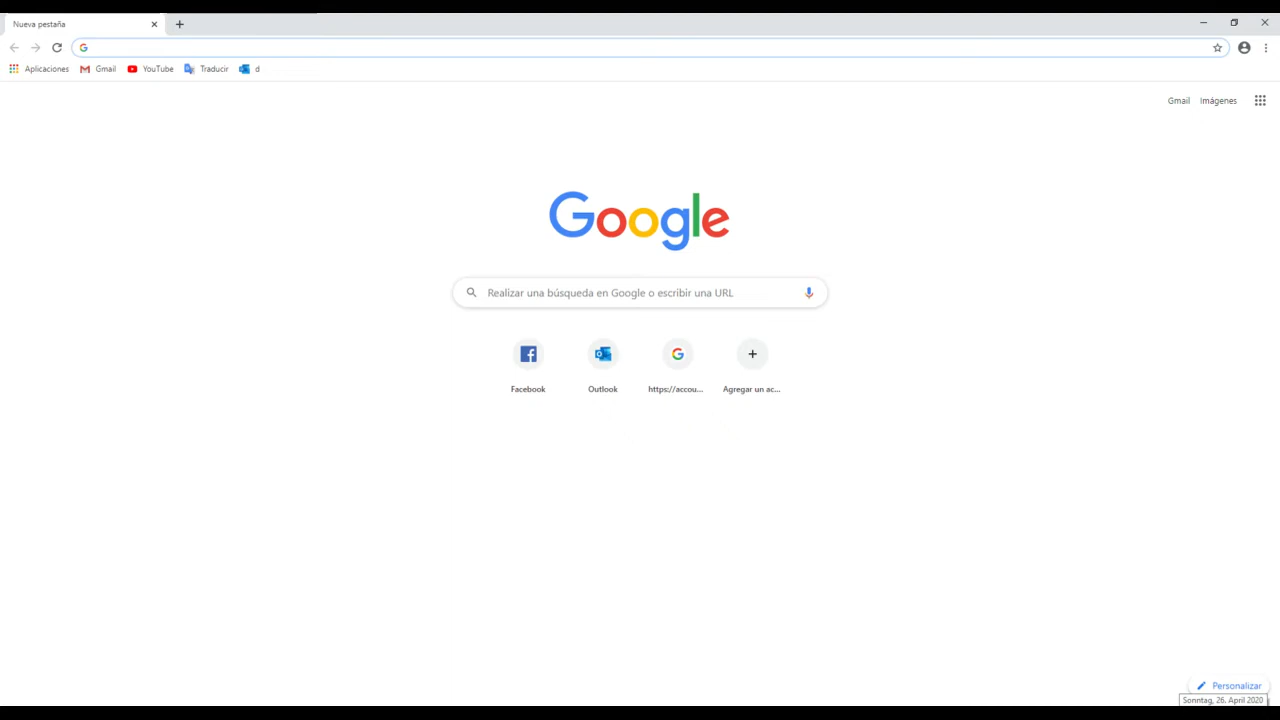 Nueva pestaña
Aplicaciones Gmail YouTube Traducir d
Gmail Imágenes
Google
Realizar una búsqueda en Google o escribir una URL
Facebook Outlook https://accou... Agregar un ac...
Personalizar
Sonntag, 26. April 2020